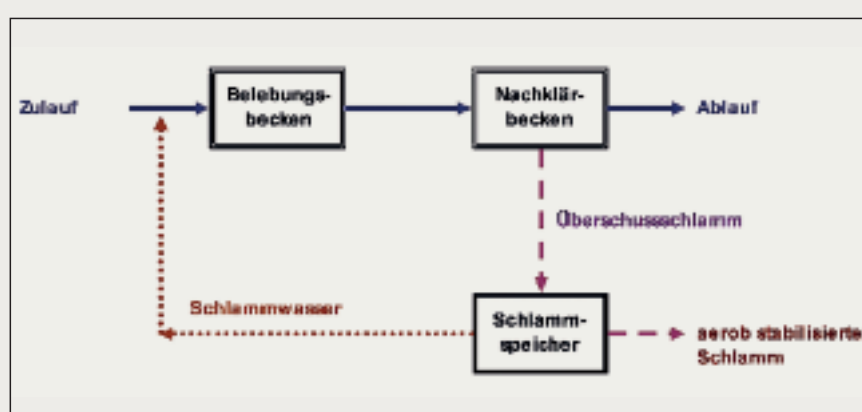 Zulauf
Belebungs-
becken
Nachklär-
becken
Ablauf
Überschussschlamm
Schlammwasser
Schlamm-
speicher
aerob stabilisierte
Schlamm